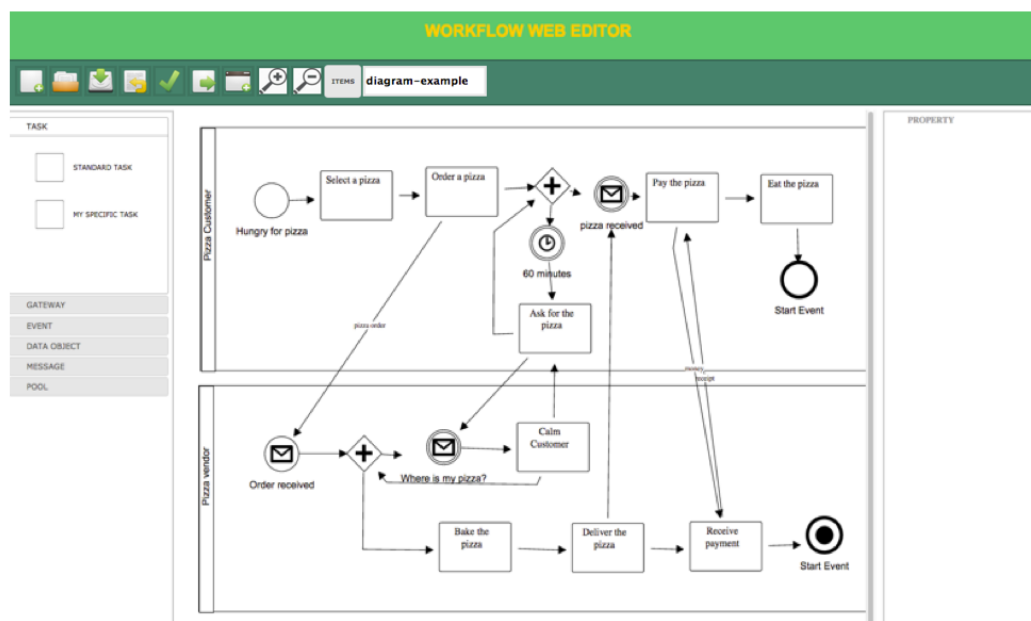 WORKFLOW WEB EDITOR
ITEMS
diagram-example
TASK
STANDARD TASK
MY SPECIFIC TASK
GATEWAY
EVENT
DATA OBJECT
MESSAGE
POOL
PROPERTY
Pizza Customer
Hungry for pizza
Select a pizza
Order a pizza
60 minutes
pizza received
Pay the pizza
Eat the pizza
Start Event
Ask for the
pizza
pizza order
receipt
Pizza vendor
Order received
Where is my pizza?
Calm
Customer
Bake the
pizza
Deliver the
pizza
Receive
payment
Start Event